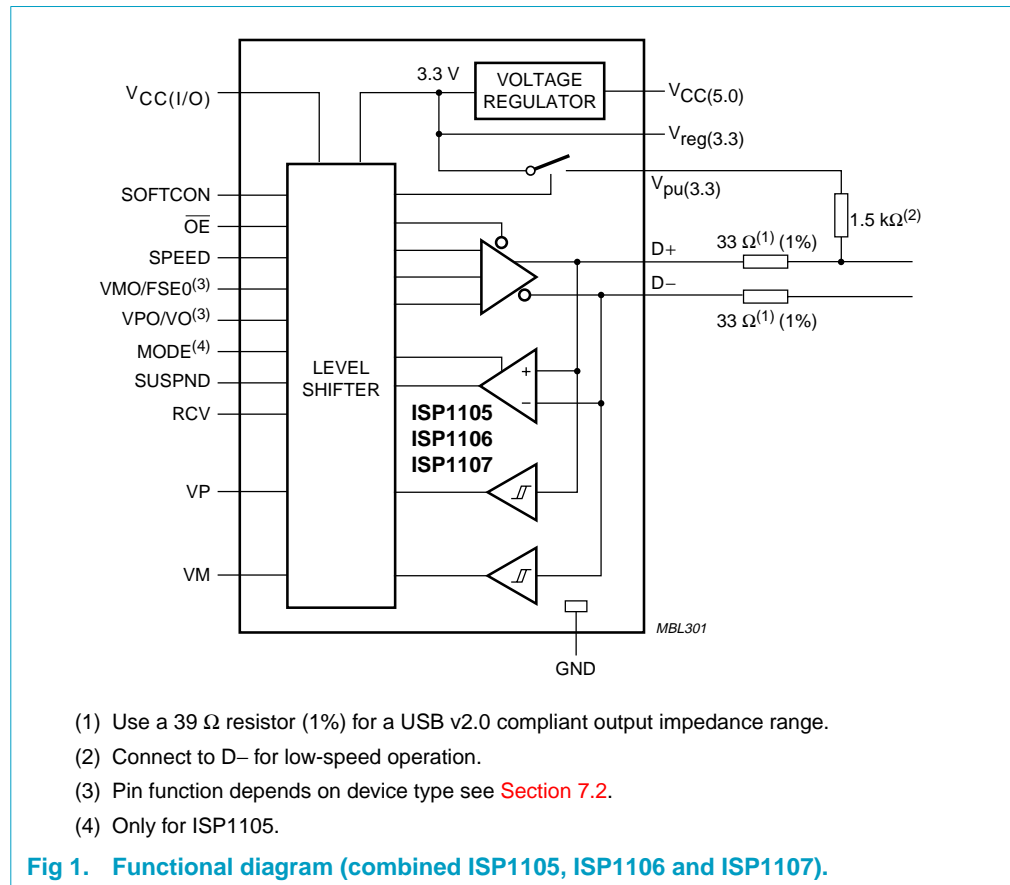 3.3 V
VOLTAGE
REGULATOR
VCC(I/O)
VCC(5.0)
Vreg(3.3)
Vpu(3.3)
SOFTCON
OE
SPEED
VMO/FSE0(3)
VPO/VO(3)
MODE(4)
SUSPND
RCV
VP
VM
LEVEL
SHIFTER
1.5 kΩ(2)
D+
33 Ω(1) (1%)
D−
33 Ω(1) (1%)
+
−
ISP1105
ISP1106
ISP1107
MBL301
GND
(1) Use a 39 Ω resistor (1%) for a USB v2.0 compliant output impedance range.
(2) Connect to D− for low-speed operation.
(3) Pin function depends on device type see Section 7.2.
(4) Only for ISP1105.
Fig 1. Functional diagram (combined ISP1105, ISP1106 and ISP1107).